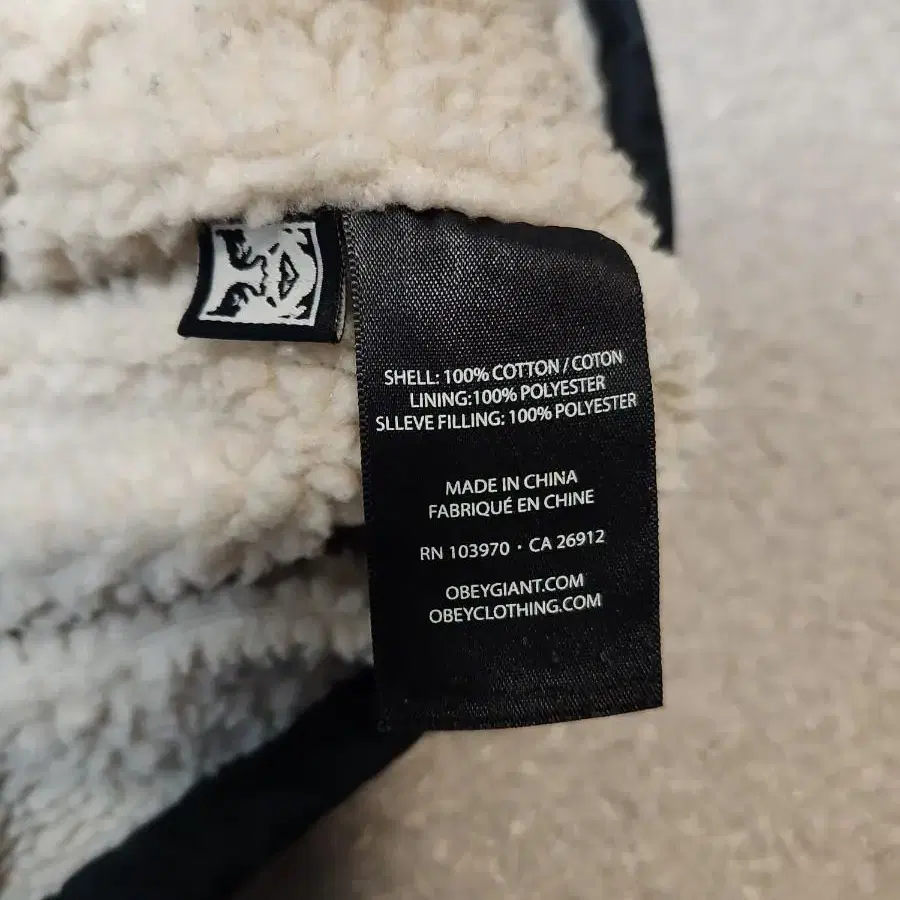 SHELL: 100% COTTON / COTON
LINING:100% POLYESTER
SLLEVE FILLING: 100% POLYESTER
MADE IN CHINA
FABRIQUÉ EN CHINE
RN 103970 · CA 26912
OBEYGIANT.COM
OBEYCLOTHING.COM